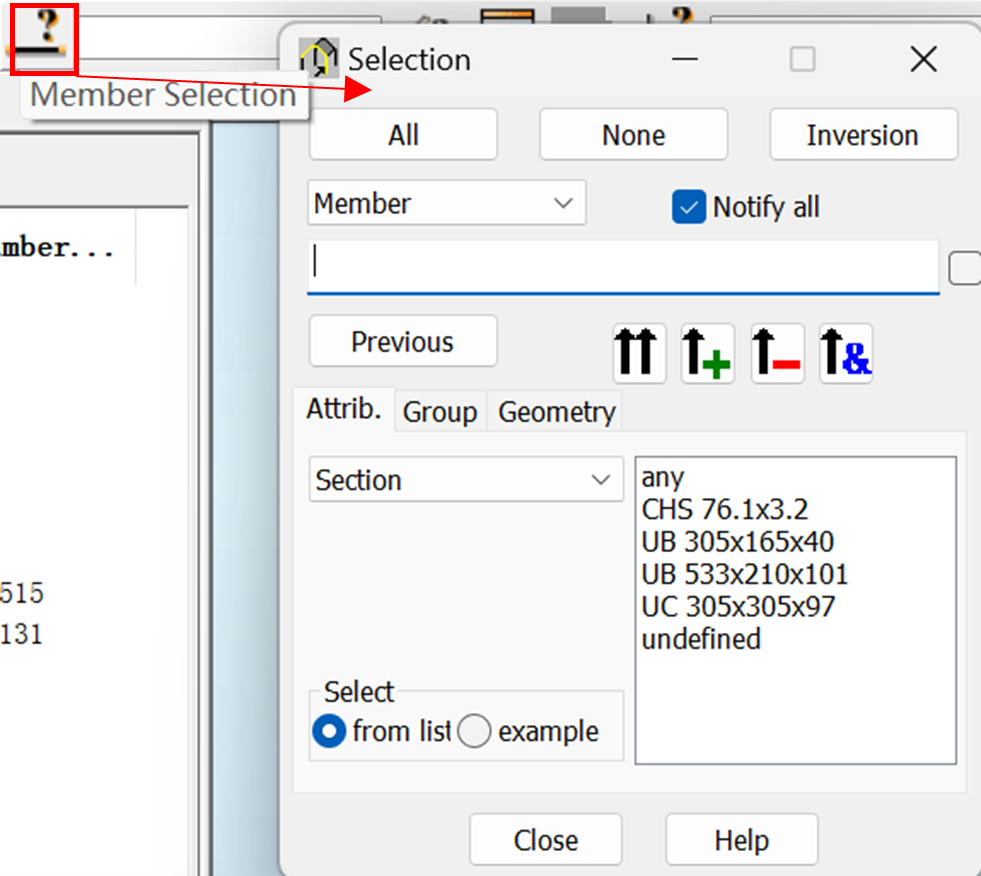 Selection
Member Selection
All None Inversion
Member Notify all
mber...
Previous
Attrib. Group Geometry
Section
any
CHS 76.1x3.2
UB 305x165x40
UB 533x210x101
UC 305x305x97
undefined
515
131
Select
from list example
Close Help